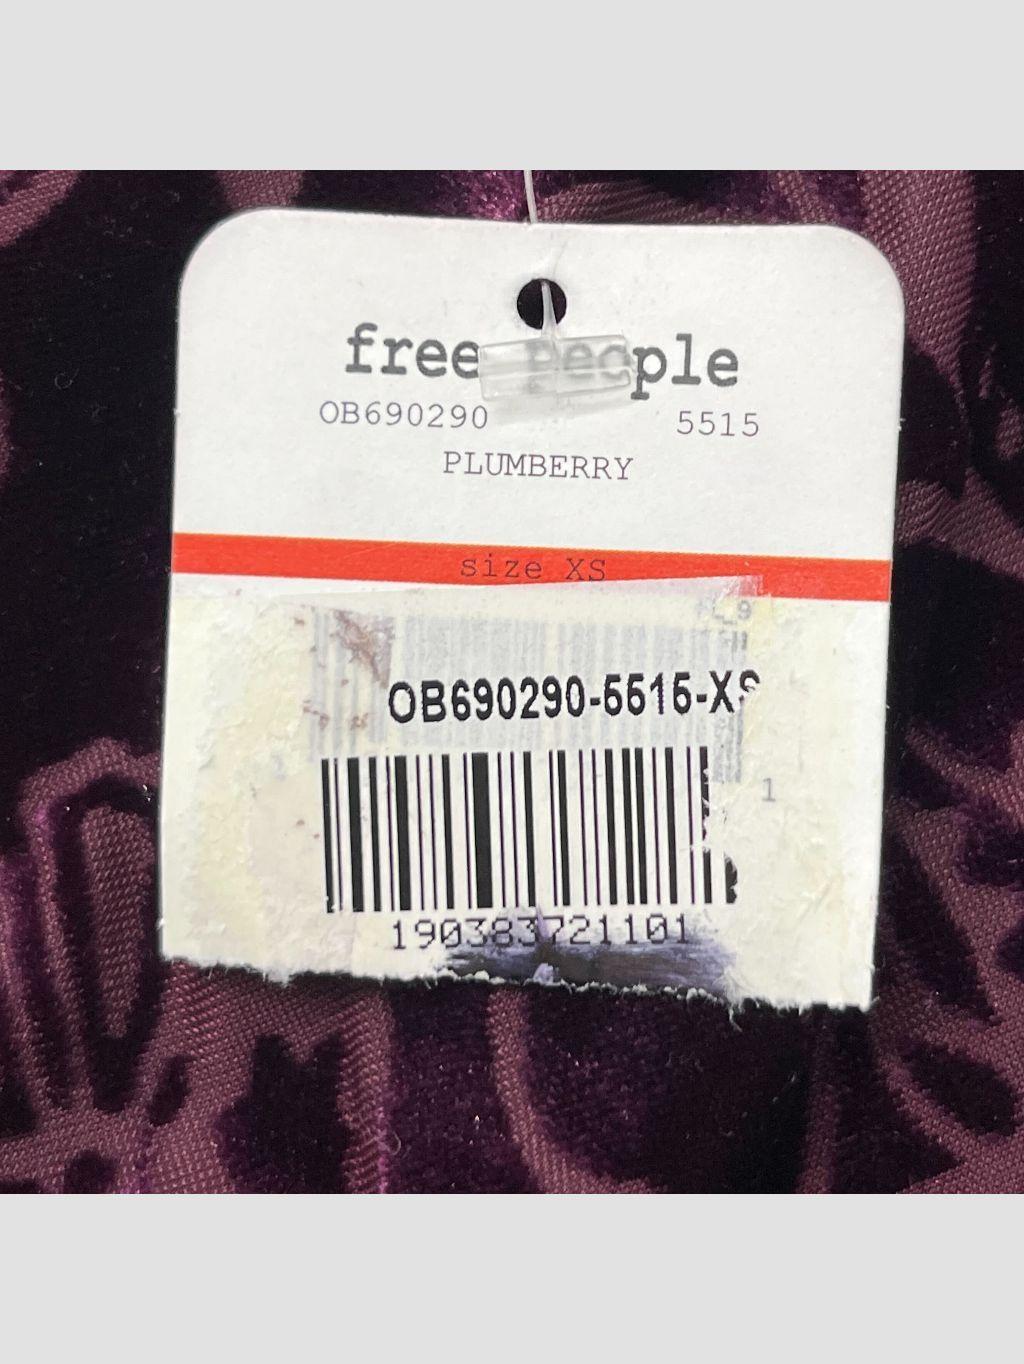 free people
OB690290 5515
PLUMBERRY
size XS
OB690290-5515-XS
1
190383721101